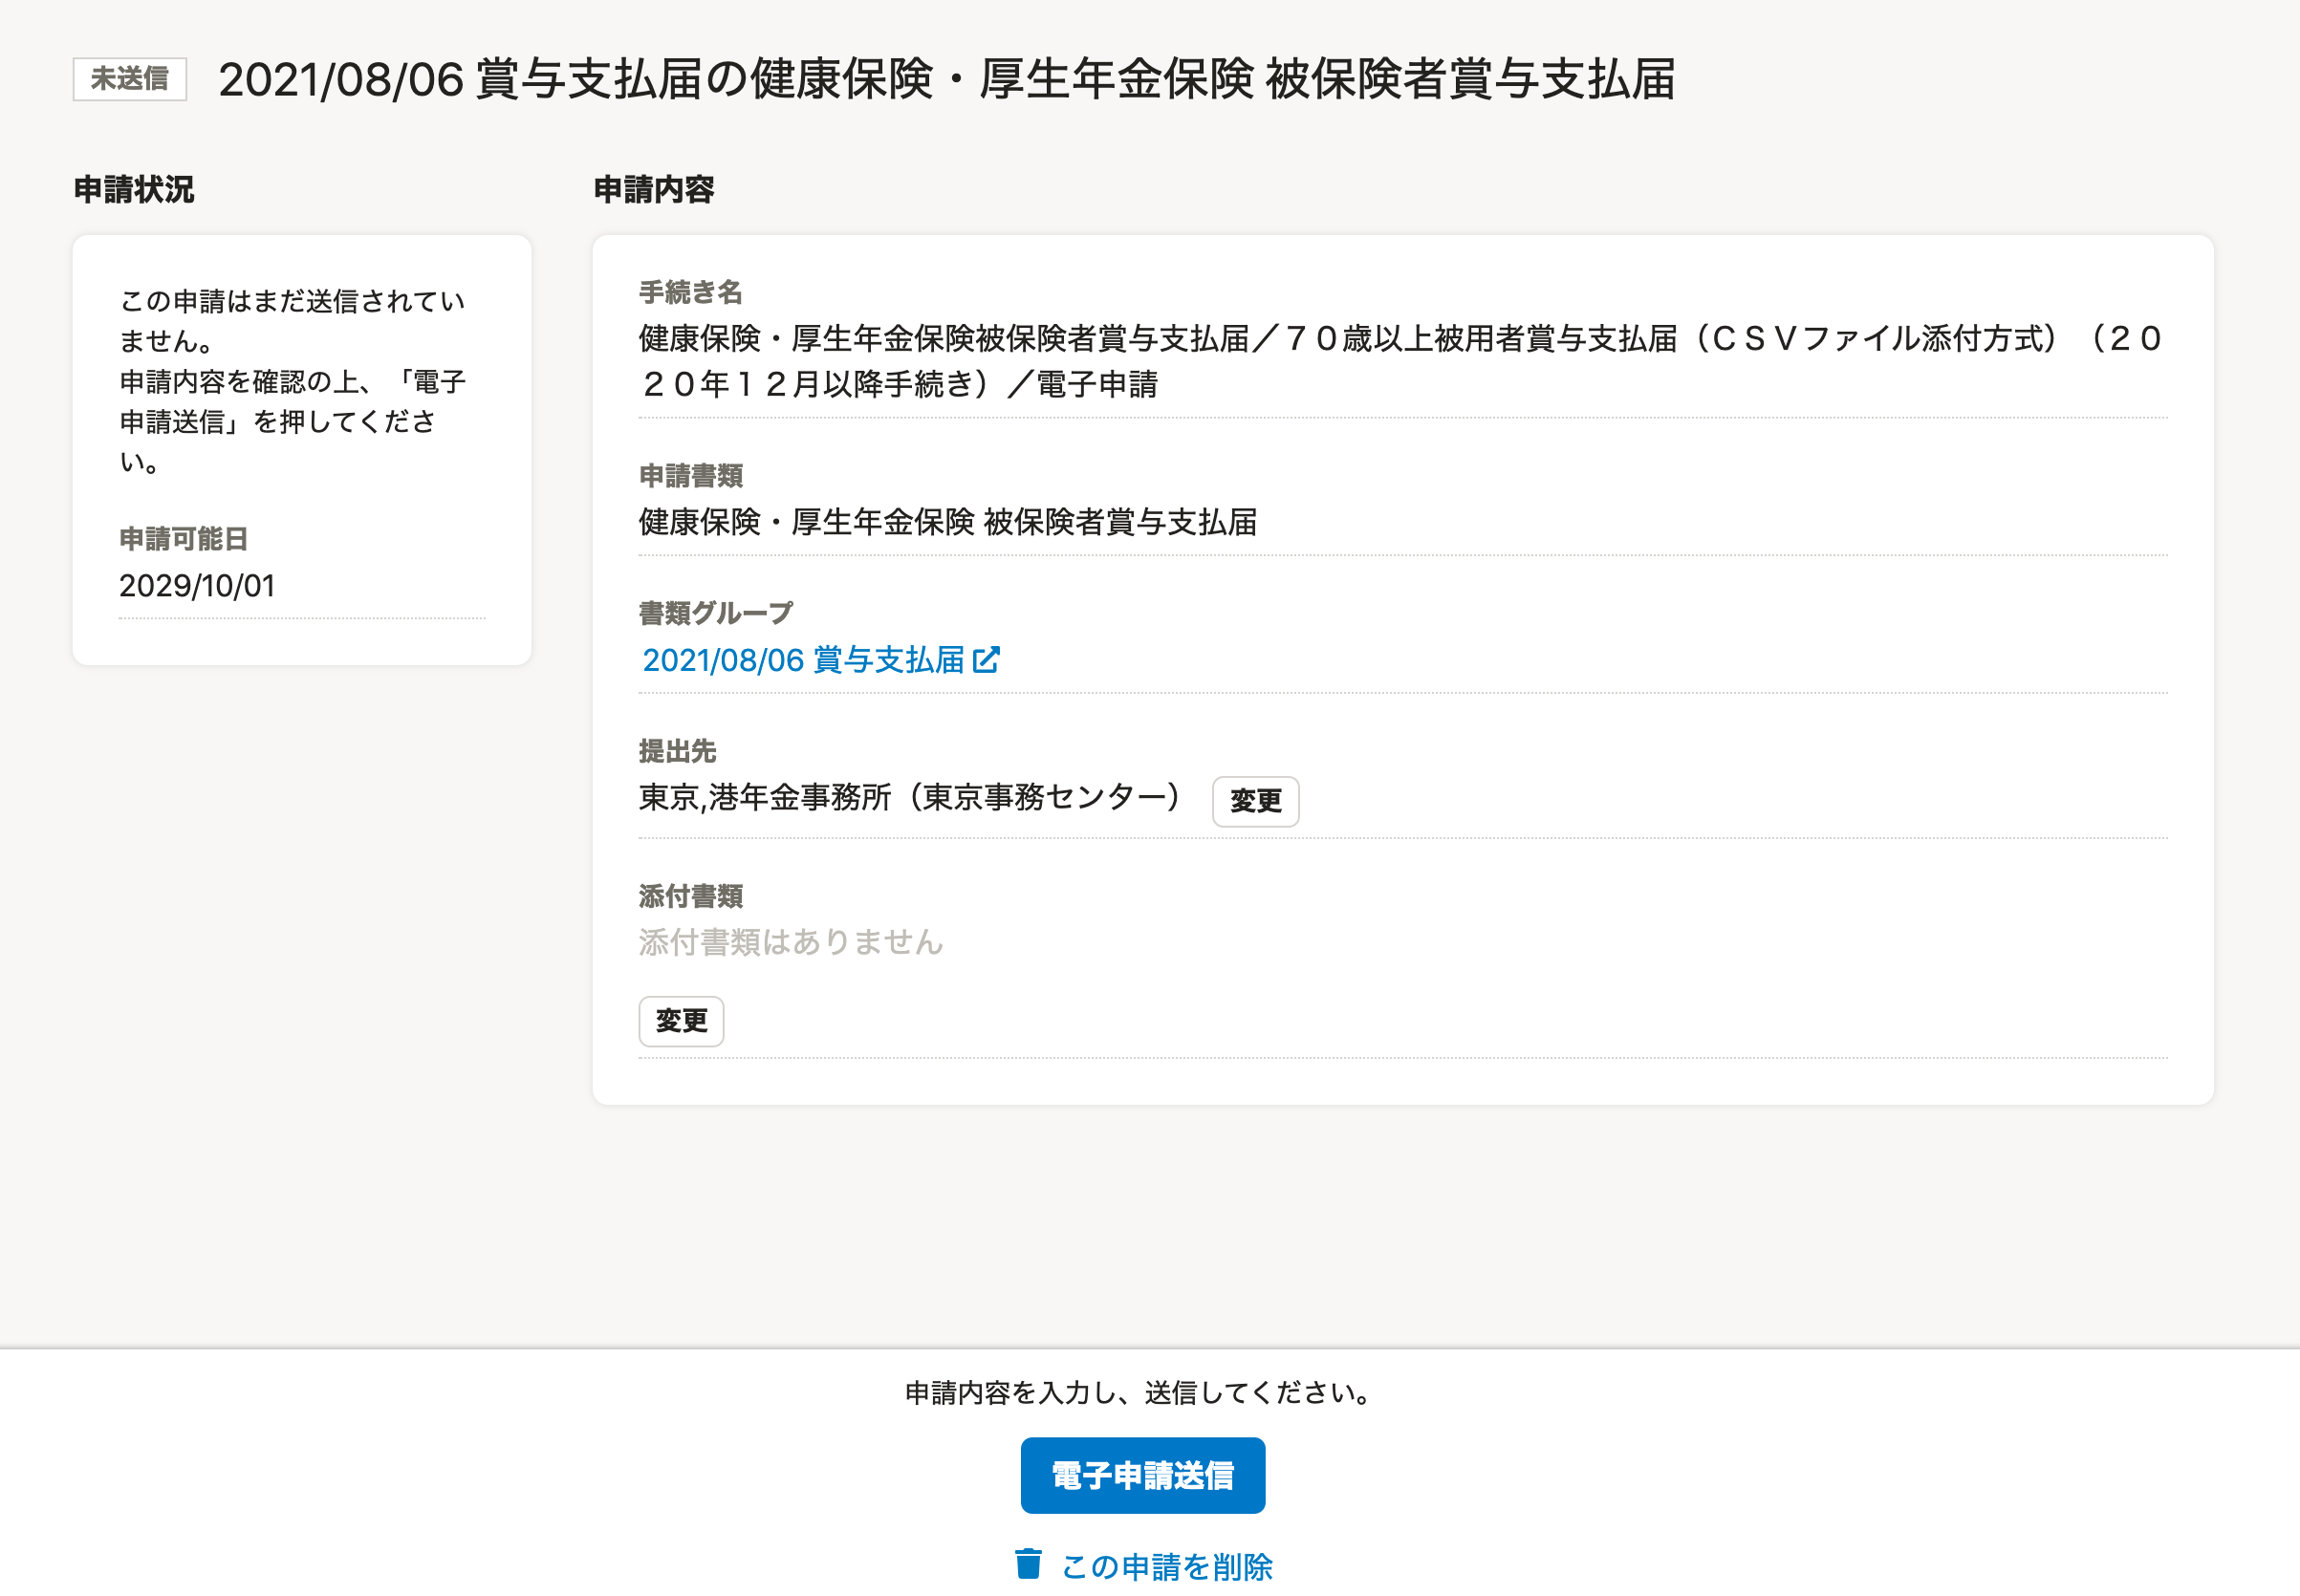 未送信 2021/08/06 賞与支払届の健康保険・厚生年金保険 被保険者賞与支払届
申請状況
この申請はまだ送信されてい
ません。
申請内容を確認の上、「電子
申請送信」を押してくださ
い。
申請可能日
2029/10/01
申請内容
手続き名
健康保険・厚生年金保険被保険者賞与支払届／７０歳以上被用者賞与支払届（ＣＳＶファイル添付方式）（２０
２０年１２月以降手続き）／電子申請
申請書類
健康保険・厚生年金保険 被保険者賞与支払届
書類グループ
2021/08/06 賞与支払届
提出先
東京,港年金事務所（東京事務センター） 変更
添付書類
添付書類はありません
変更
申請内容を入力し、送信してください。
電子申請送信
この申請を削除